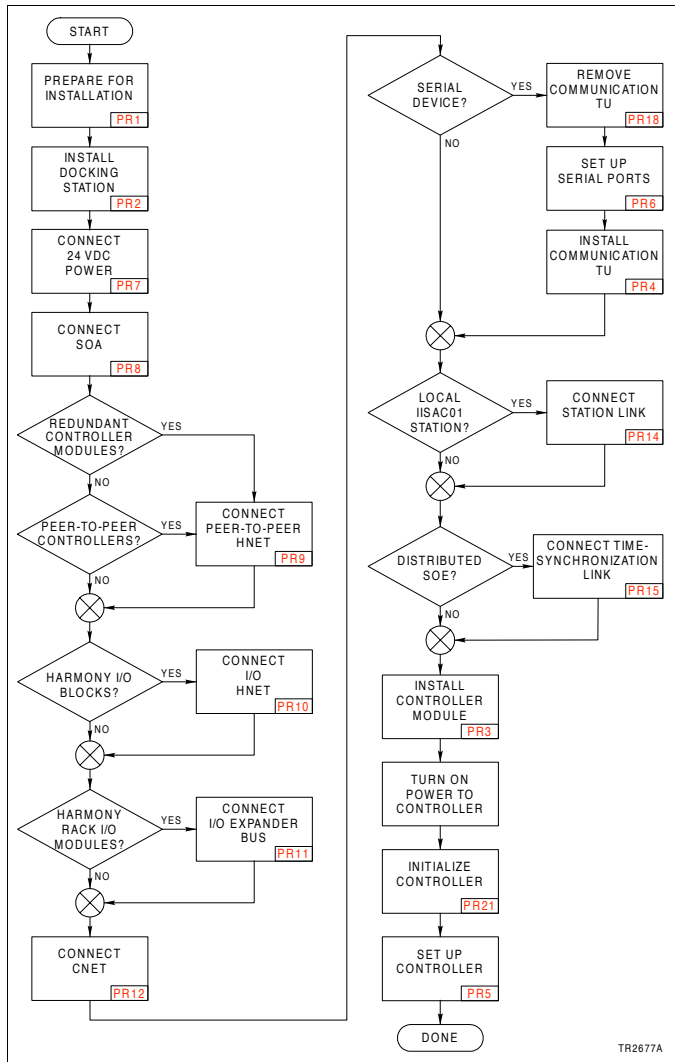 START
PREPARE FOR
INSTALLATION
PR1
INSTALL
DOCKING
STATION
PR2
CONNECT
24 VDC
POWER
PR7
CONNECT
SOA
PR8
REDUNDANT
CONTROLLER
MODULES?
YES
NO
PEER-TO-PEER
CONTROLLERS?
YES
NO
CONNECT
PEER-TO-PEER
HNET
PR9
HARMONY I/O
BLOCKS?
YES
NO
CONNECT
I/O
HNET
PR10
HARMONY
RACK I/O
MODULES?
YES
NO
CONNECT
I/O EXPANDER
BUS
PR11
CONNECT
CNET
PR12
SERIAL
DEVICE?
YES
NO
REMOVE
COMMUNICATION
TU
PR18
SET UP
SERIAL PORTS
PR6
INSTALL
COMMUNICATION
TU
PR4
LOCAL
IISAC01
STATION?
YES
NO
CONNECT
STATION LINK
PR14
DISTRIBUTED
SOE?
YES
NO
CONNECT TIME-
SYNCHRONIZATION
LINK
PR15
INSTALL
CONTROLLER
MODULE
PR3
TURN ON
POWER TO
CONTROLLER
INITIALIZE
CONTROLLER
PR21
SET UP
CONTROLLER
PR5
DONE
TR2677A